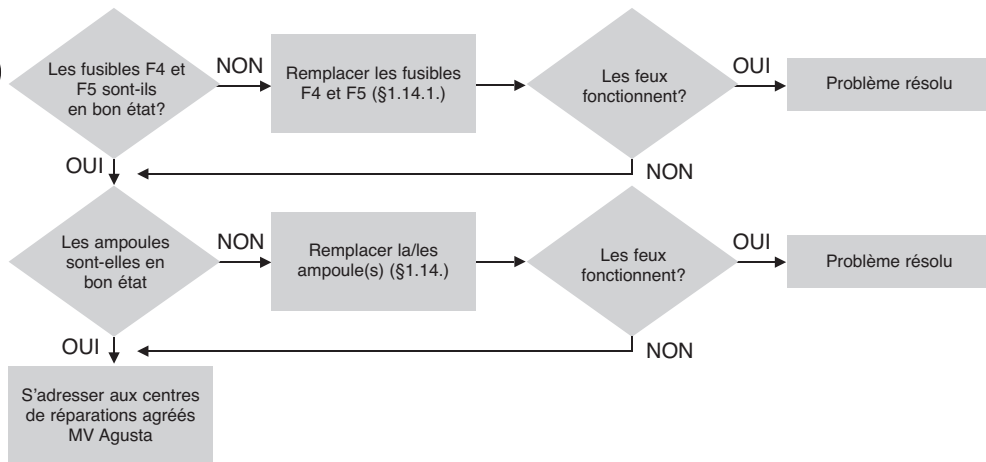 )
Les fusibles F4 et
F5 sont-ils
en bon état?
NON
Remplacer les fusibles
F4 et F5 (§1.14.1.)
Les feux
fonctionnent?
OUI
Problème résolu
OUI
NON
Les ampoules
sont-elles en
bon état
NON
Remplacer la/les
ampoule(s) (§1.14.)
Les feux
fonctionnent?
OUI
Problème résolu
OUI
NON
S'adresser aux centres
de réparations agréés
MV Agusta